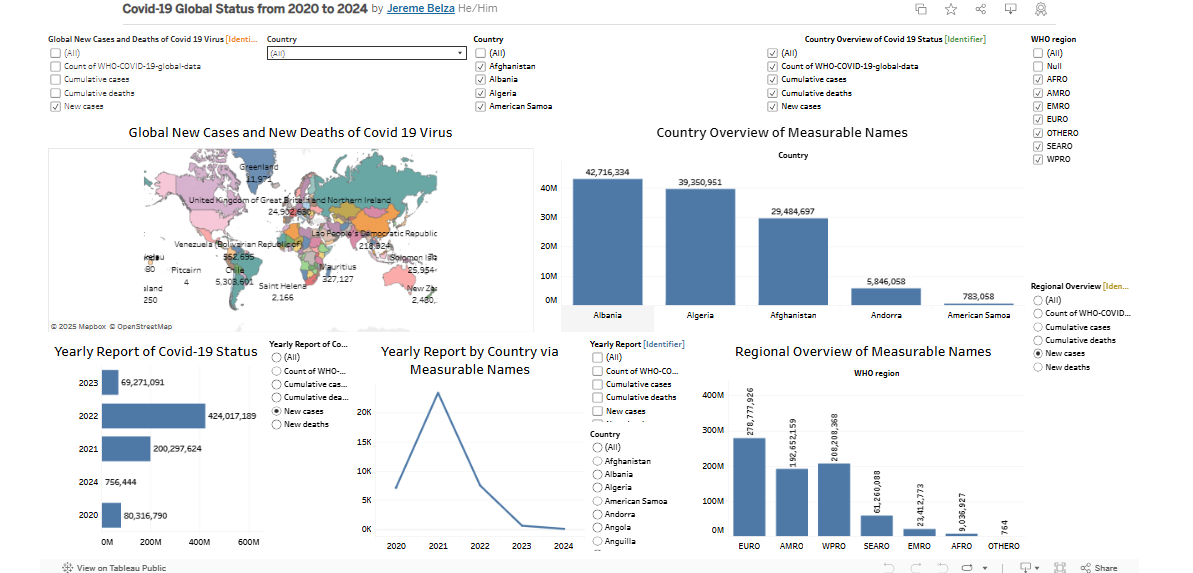 Covid-19 Global Status from 2020 to 2024 by Jereme Belza He/Him
Global New Cases and Deaths of Covid 19 Virus [Identi...
(All)
Count of WHO-COVID-19-global-data
Cumulative cases
Cumulative deaths
New cases
Country
(All)
Country
(All)
Afghanistan
Albania
Algeria
American Samoa
Country Overview of Covid 19 Status [Identifier]
(All)
Count of WHO-COVID-19-global-data
Cumulative cases
Cumulative deaths
New cases
WHO region
(All)
Null
AFRO
AMRO
EMRO
EURO
OTHERO
SEARO
WPRO
Global New Cases and New Deaths of Covid 19 Virus
Greenland
11,971
United Kingdom of Great Britain and Northern Ireland
24,902,630
Lao People's Democratic Republic
218,824
Venezuela (Bolivarian Republic of)
552,695
Solomon Isla
25,954
Pitcairn
4
Chile
5,303,601
Mauritius
327,127
Saint Helena
2,166
80
sland
250
New Zea
2,480,
© 2025 Mapbox © OpenStreetMap
Country Overview of Measurable Names
Country
40M
30M
20M
10M
0M
42,716,334
39,350,951
29,484,697
5,846,058
783,058
Albania
Algeria
Afghanistan
Andorra
American Samoa
Regional Overview [Iden...
(All)
Count of WHO-COVID...
Cumulative cases
Cumulative deaths
New cases
New deaths
Yearly Report of Covid-19 Status
2023
69,271,091
2022
424,017,189
2021
200,297,624
2024
756,444
2020
80,316,790
0M
200M
400M
600M
Yearly Report of Co...
(All)
Count of WHO-...
Cumulative cas...
Cumulative dea...
New cases
New deaths
Yearly Report by Country via
Measurable Names
20K
15K
10K
5K
0K
2020
2021
2022
2023
2024
Yearly Report [Identifier]
(All)
Count of WHO-CO...
Cumulative cases
Cumulative deaths
New cases
Country
(All)
Afghanistan
Albania
Algeria
American Samoa
Andorra
Angola
Anguilla
Regional Overview of Measurable Names
WHO region
400M
300M
200M
100M
0M
278,777,926
192,652,159
208,208,368
61,260,088
23,412,773
9,036,927
764
EURO
AMRO
WPRO
SEARO
EMRO
AFRO
OTHERO
View on Tableau Public
Share